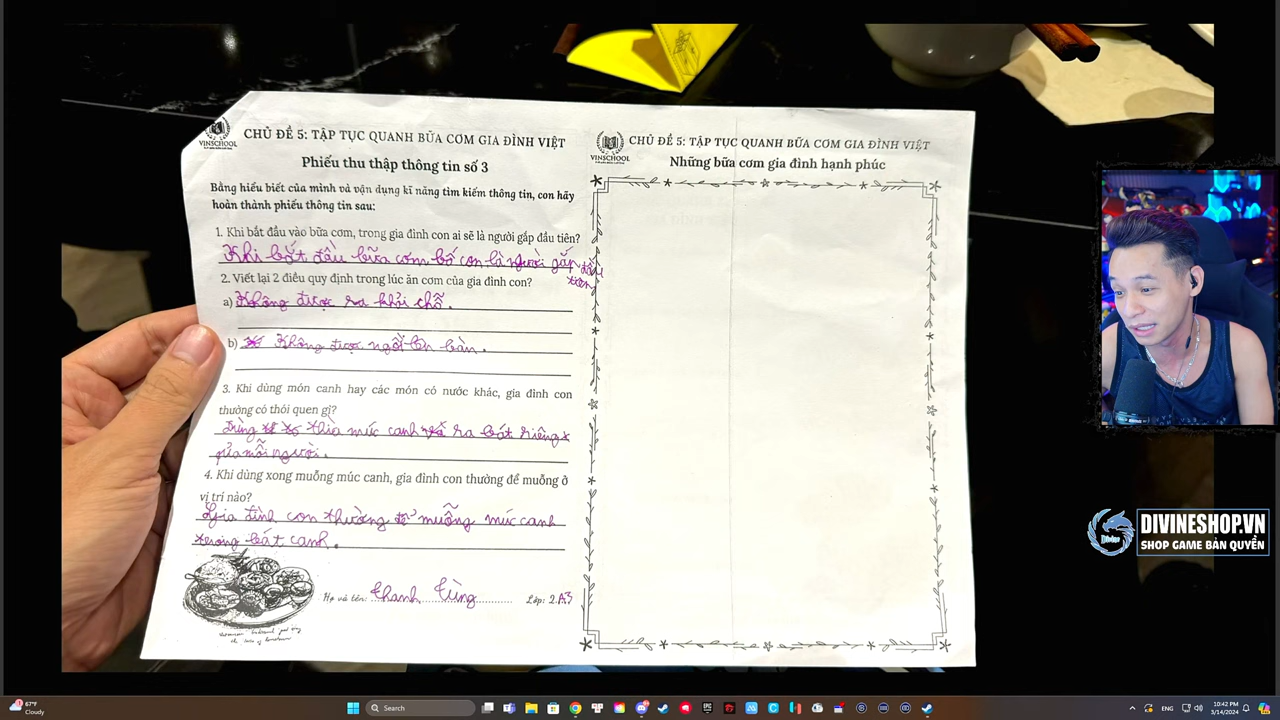 VINSCHOOL
CHỦ ĐỀ 5: TẬP TỤC QUANH BỮA CƠM GIA ĐÌNH VIỆT
Phiếu thu thập thông tin số 3
Bằng hiểu biết của mình và vận dụng kĩ năng tìm kiếm thông tin, con hãy
hoàn thành phiếu thông tin sau:
1. Khi bắt đầu vào bữa cơm, trong gia đình con ai sẽ là người gắp đầu tiên?
Khi bắt đầu bữa cơm bố con là người gắp đầu
tiên
2. Viết lại 2 điều quy định trong lúc ăn cơm của gia đình con?
a) Không được ra khỏi chỗ.
b) Không được ngồi lên bàn.
3. Khi dùng món canh hay các món có nước khác, gia đình con
thường có thói quen gì?
Dùng thìa múc canh ra bát riêng
của mỗi người.
4. Khi dùng xong muỗng múc canh, gia đình con thường để muỗng ở
vị trí nào?
Gia đình con thường để muỗng múc canh
trong bát canh.
Họ và tên: Thanh Tùng Lớp: 2A3
VINSCHOOL
CHỦ ĐỀ 5: TẬP TỤC QUANH BỮA CƠM GIA ĐÌNH VIỆT
Những bữa cơm gia đình hạnh phúc
DIVINESHOP.VN
SHOP GAME BẢN QUYỀN
Divine
67°F
Cloudy
Search
ENG
10:42 PM
3/14/2024